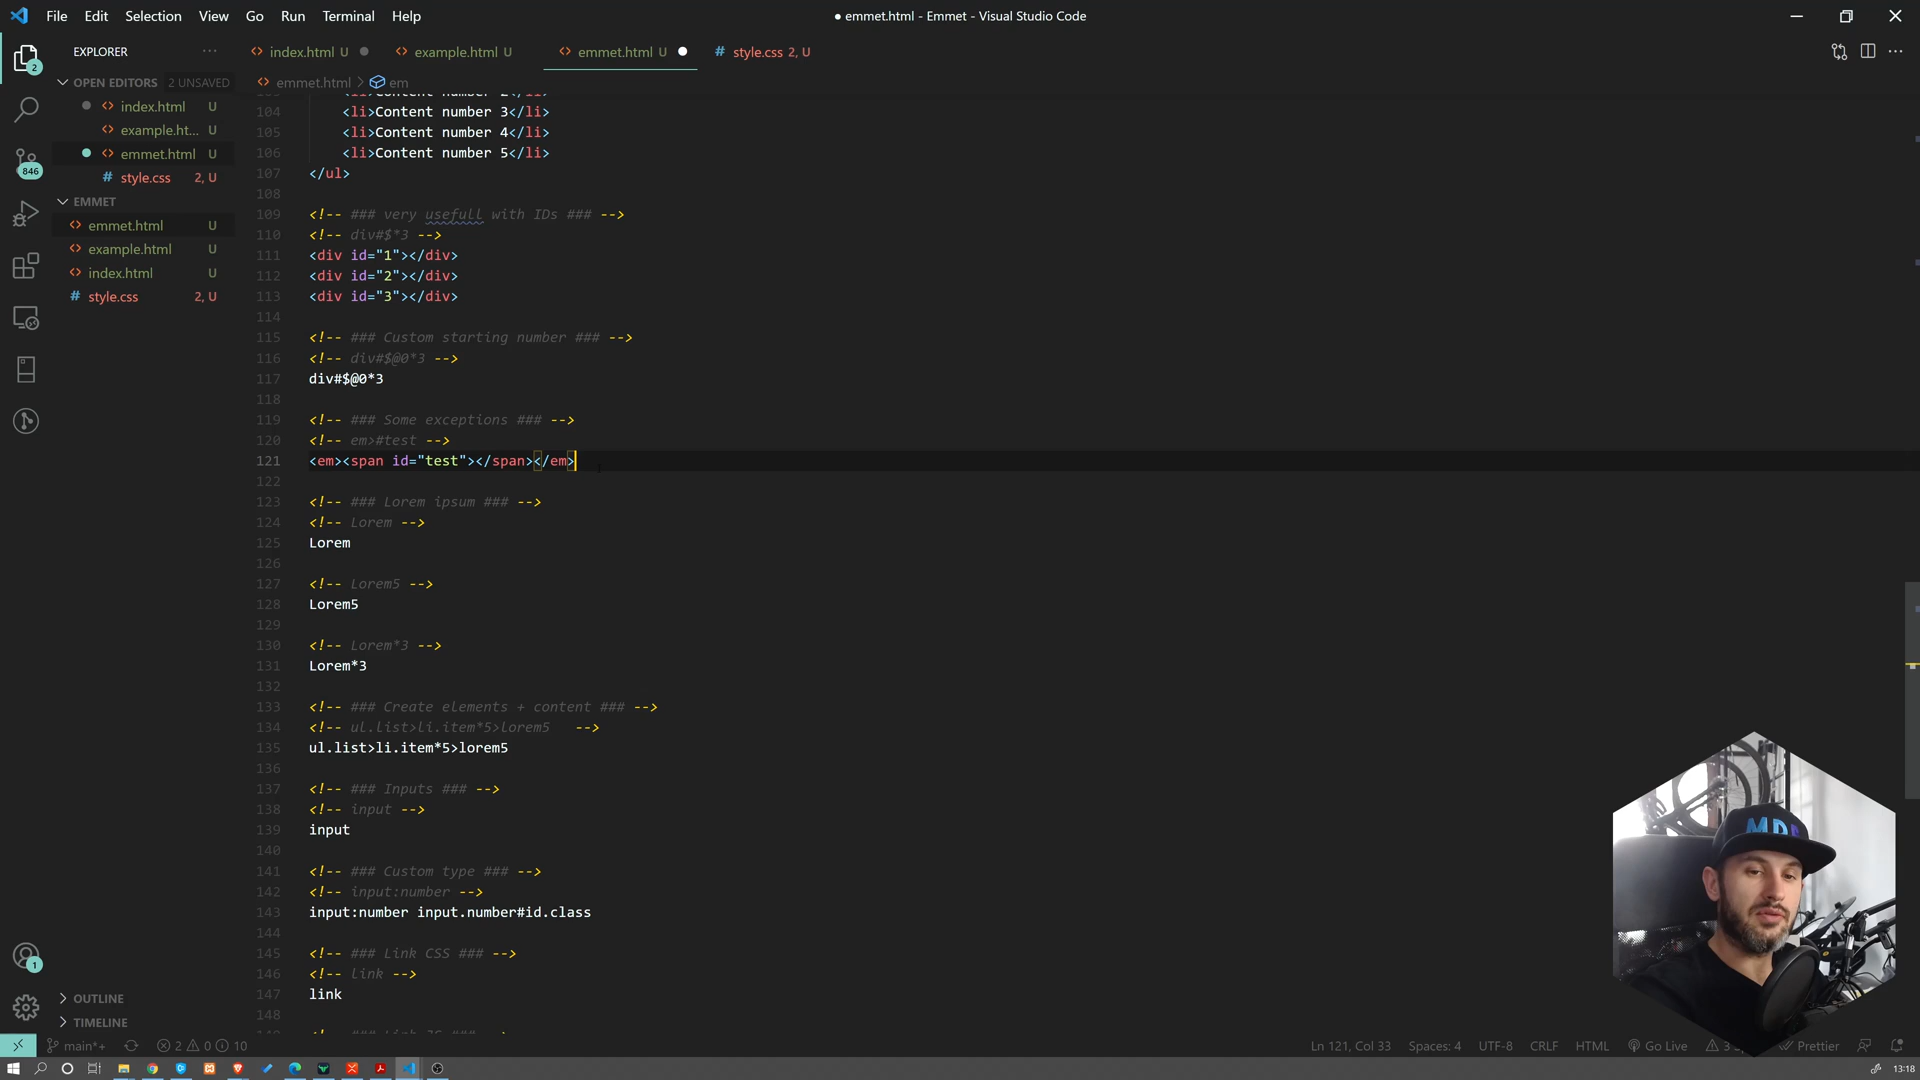 File Edit Selection View Go Run Terminal Help
● emmet.html - Emmet - Visual Studio Code
EXPLORER ···
index.html U
example.html U
emmet.html U
# style.css 2, U
OPEN EDITORS 2 UNSAVED
index.html U
example.ht... U
emmet.html U
# style.css 2, U
EMMET
emmet.html U
example.html U
index.html U
# style.css 2, U
OUTLINE
TIMELINE
2
846
1
emmet.html > em
104 <li>Content number 3</li>
105 <li>Content number 4</li>
106 <li>Content number 5</li>
107 </ul>
108
109 <!-- ### very usefull with IDs ### -->
110 <!-- div#$*3 -->
111 <div id="1"></div>
112 <div id="2"></div>
113 <div id="3"></div>
114
115 <!-- ### Custom starting number ### -->
116 <!-- div#$@0*3 -->
117 div#$@0*3
118
119 <!-- ### Some exceptions ### -->
120 <!-- em>#test -->
121 <em><span id="test"></span></em>
122
123 <!-- ### Lorem ipsum ### -->
124 <!-- Lorem -->
125 Lorem
126
127 <!-- Lorem5 -->
128 Lorem5
129
130 <!-- Lorem*3 -->
131 Lorem*3
132
133 <!-- ### Create elements + content ### -->
134 <!-- ul.list>li.item*5>lorem5 -->
135 ul.list>li.item*5>lorem5
136
137 <!-- ### Inputs ### -->
138 <!-- input -->
139 input
140
141 <!-- ### Custom type ### -->
142 <!-- input:number -->
143 input:number input.number#id.class
144
145 <!-- ### Link CSS ### -->
146 <!-- link -->
147 link
148
main*+ 2 0 10
Ln 121, Col 33 Spaces: 4 UTF-8 CRLF HTML Go Live 3 Prettier
13:18